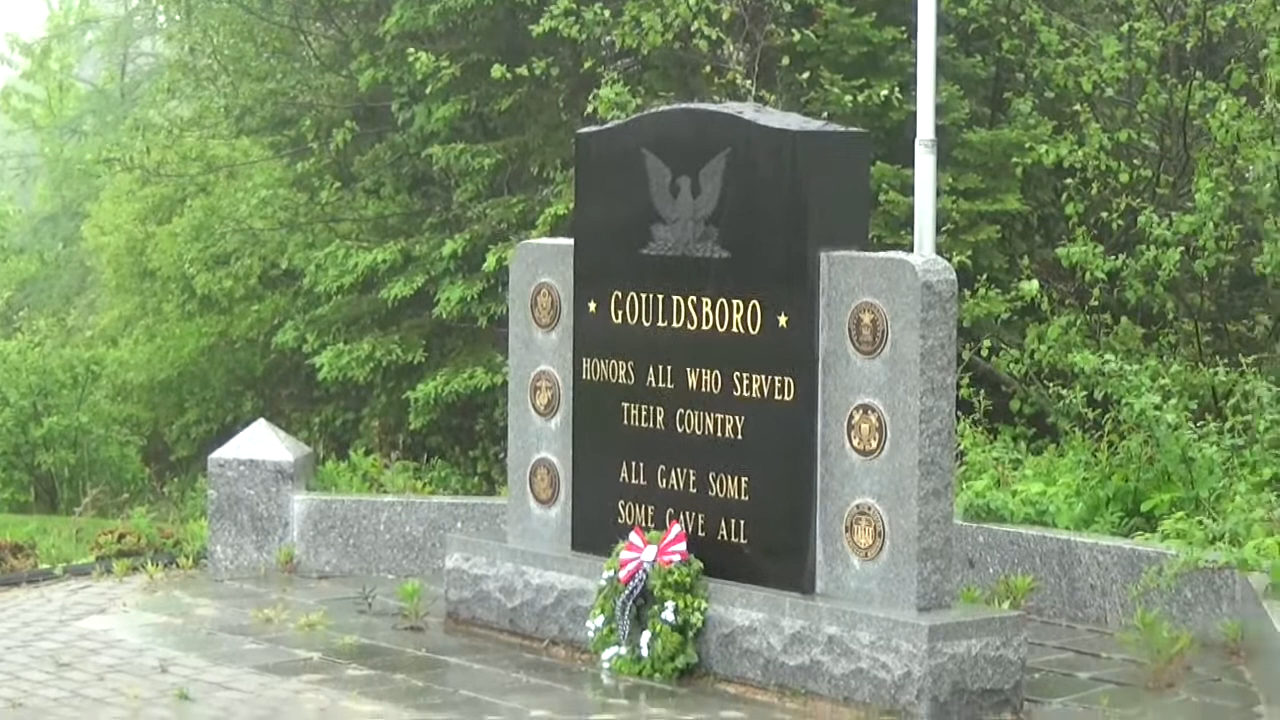 ★ GOULDSBORO ★
HONORS ALL WHO SERVED
THEIR COUNTRY
ALL GAVE SOME
SOME GAVE ALL